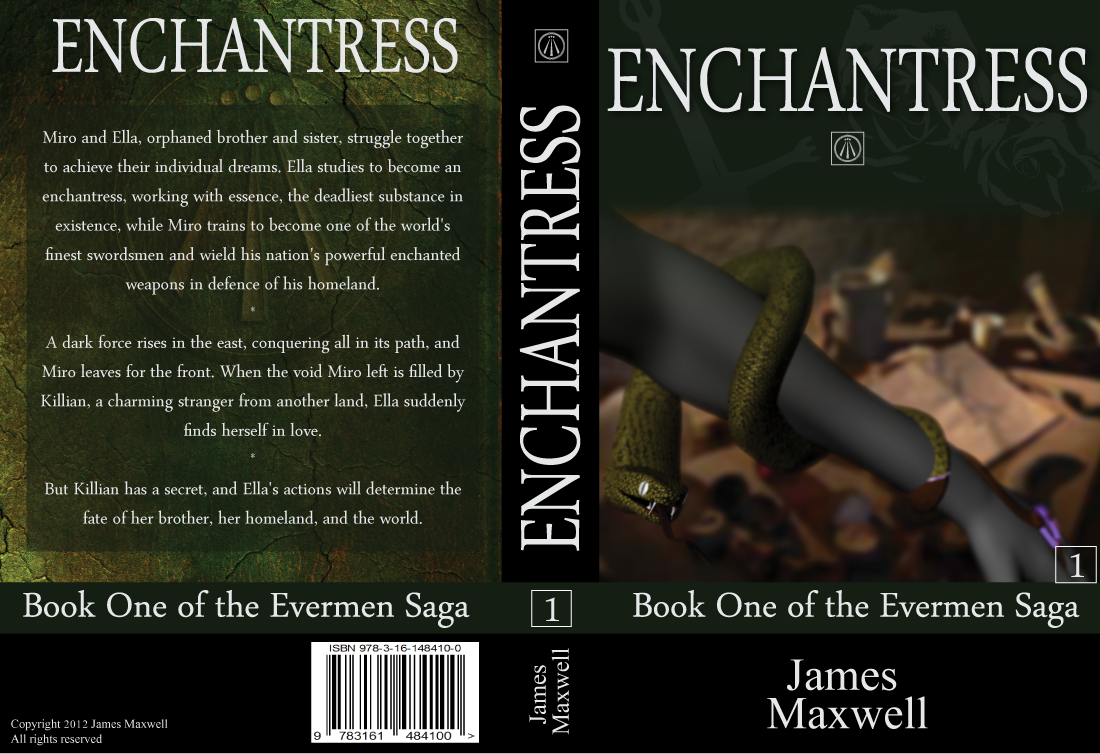 ENCHANTRESS
Miro and Ella, orphaned brother and sister, struggle together
to achieve their individual dreams. Ella studies to become an
enchantress, working with essence, the deadliest substance in
existence, while Miro trains to become one of the world's
finest swordsmen and wield his nation's powerful enchanted
weapons in defence of his homeland.
*
A dark force rises in the east, conquering all in its path, and
Miro leaves for the front. When the void Miro left is filled by
Killian, a charming stranger from another land, Ella suddenly
finds herself in love.
*
But Killian has a secret, and Ella's actions will determine the
fate of her brother, her homeland, and the world.
Book One of the Evermen Saga
ISBN 978-3-16-148410-0
9 783161 484100 >
Copyright 2012 James Maxwell
All rights reserved
ENCHANTRESS
1
James
Maxwell
ENCHANTRESS
1
Book One of the Evermen Saga
James
Maxwell